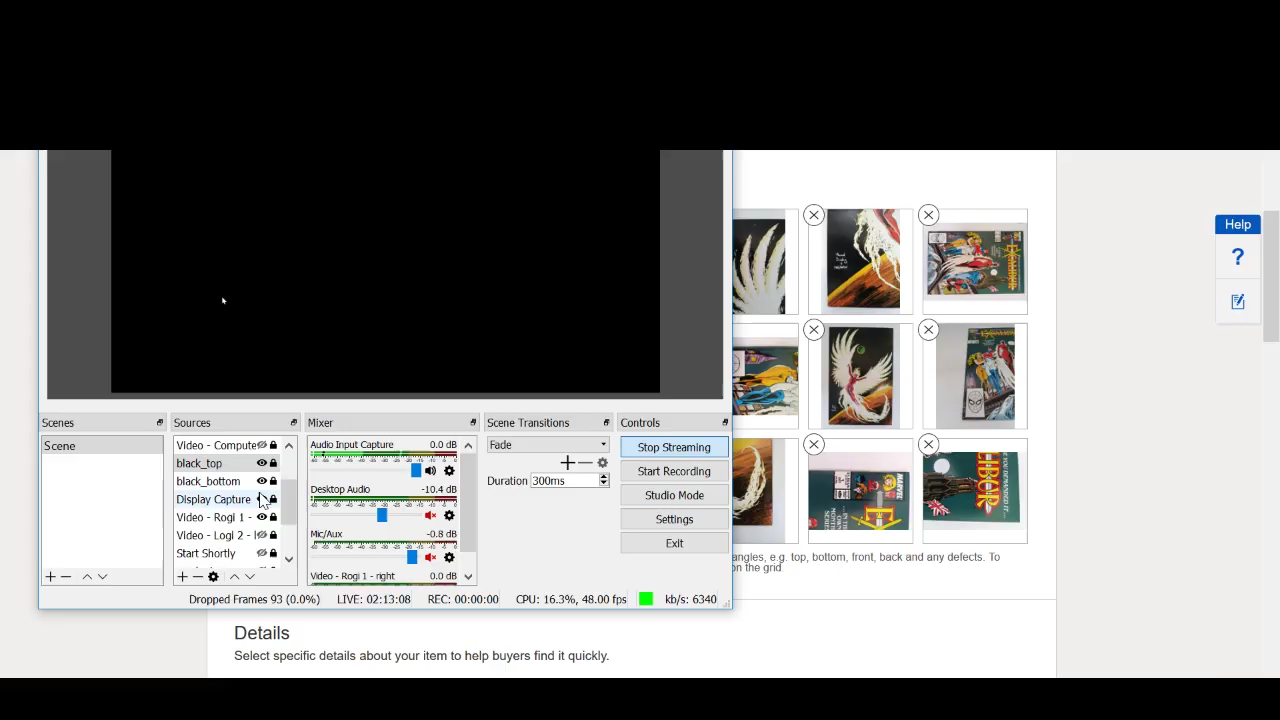 Help
?
Scenes
Sources
Mixer
Scene Transitions
Controls
Scene
Video - Compute
black_top
black_bottom
Display Capture
Video - Rogi 1 -
Video - Logi 2 -
Start Shortly
Audio Input Capture 0.0 dB
Desktop Audio -10.4 dB
Mic/Aux -0.8 dB
Video - Rogi 1 - right 0.0 dB
Fade
Duration 300ms
Stop Streaming
Start Recording
Studio Mode
Settings
Exit
angles, e.g. top, bottom, front, back and any defects. To
on the grid
Dropped Frames 93 (0.0%) LIVE: 02:13:08 REC: 00:00:00 CPU: 16.3%, 48.00 fps kb/s: 6340
Details
Select specific details about your item to help buyers find it quickly.